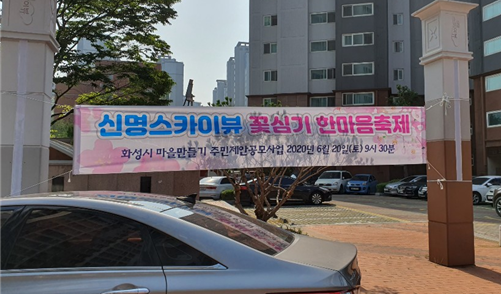 신명스카이뷰 꽃심기 한마음축제
화성시 마을만들기 주민제안공모사업 2020년 6월 20일(토) 9시 30분